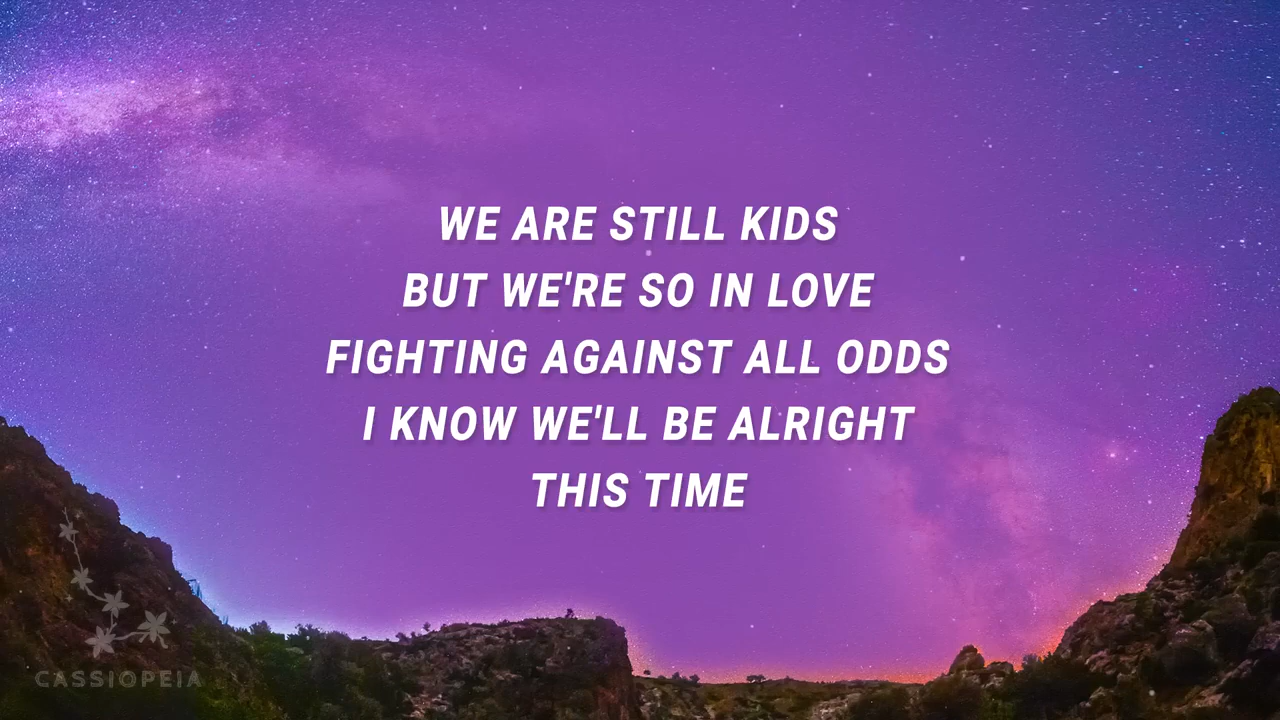 WE ARE STILL KIDS
BUT WE'RE SO IN LOVE
FIGHTING AGAINST ALL ODDS
I KNOW WE'LL BE ALRIGHT
THIS TIME
CASSIOPEIA